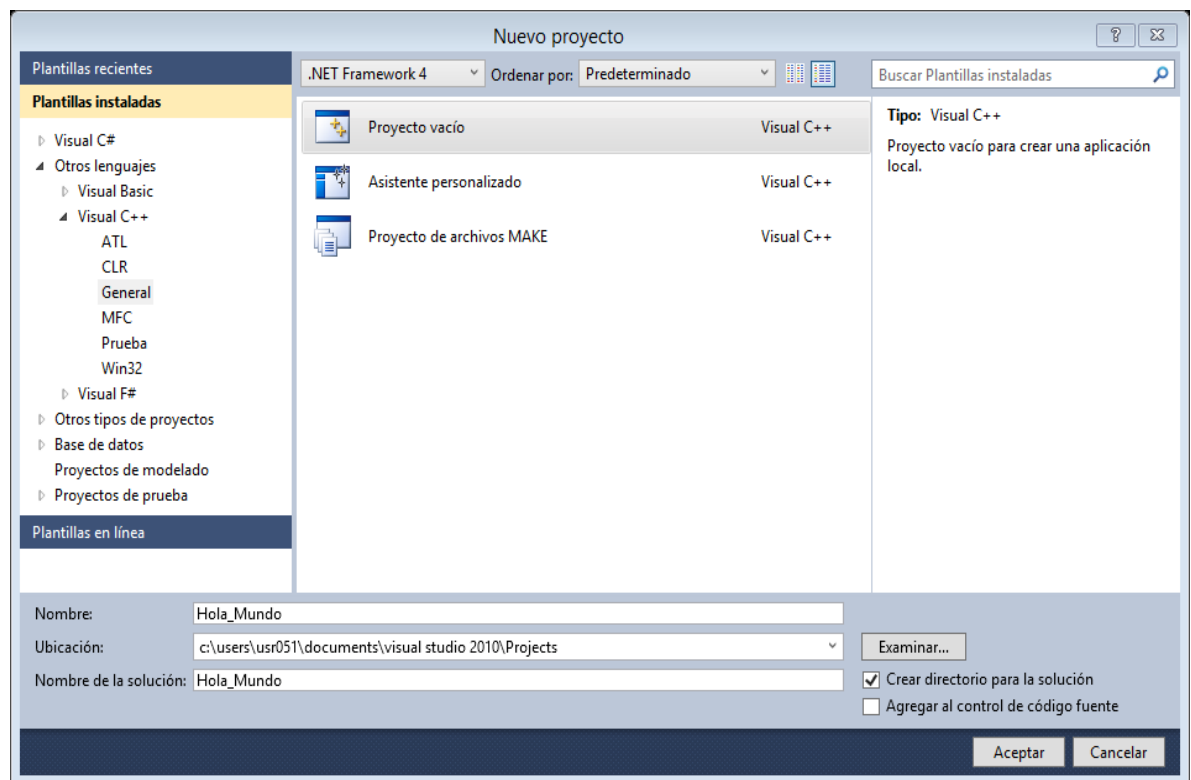 Nuevo proyecto
Plantillas recientes
Plantillas instaladas
Visual C#
Otros lenguajes
Visual Basic
Visual C++
ATL
CLR
General
MFC
Prueba
Win32
Visual F#
Otros tipos de proyectos
Base de datos
Proyectos de modelado
Proyectos de prueba
Plantillas en línea
.NET Framework 4 Ordenar por: Predeterminado
Buscar Plantillas instaladas
Proyecto vacío Visual C++
Asistente personalizado Visual C++
Proyecto de archivos MAKE Visual C++
Tipo: Visual C++
Proyecto vacío para crear una aplicación
local.
Nombre: Hola_Mundo
Ubicación: c:\users\usr051\documents\visual studio 2010\Projects Examinar...
Nombre de la solución: Hola_Mundo
Crear directorio para la solución
Agregar al control de código fuente
Aceptar Cancelar